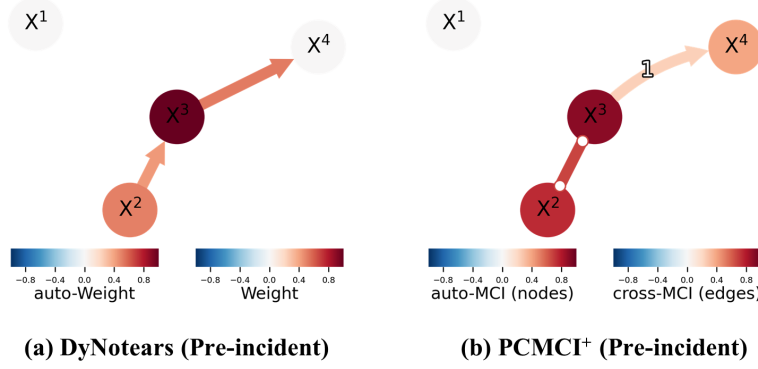 X¹ X⁴
X³
X²
−0.8 −0.4 0.0 0.4 0.8
auto-Weight
−0.8 −0.4 0.0 0.4 0.8
Weight
(a) DyNotears (Pre-incident)
X¹ X⁴
1
X³
X²
−0.8 −0.4 0.0 0.4 0.8
auto-MCI (nodes)
−0.8 −0.4 0.0 0.4 0.8
cross-MCI (edges)
(b) PCMCI⁺ (Pre-incident)